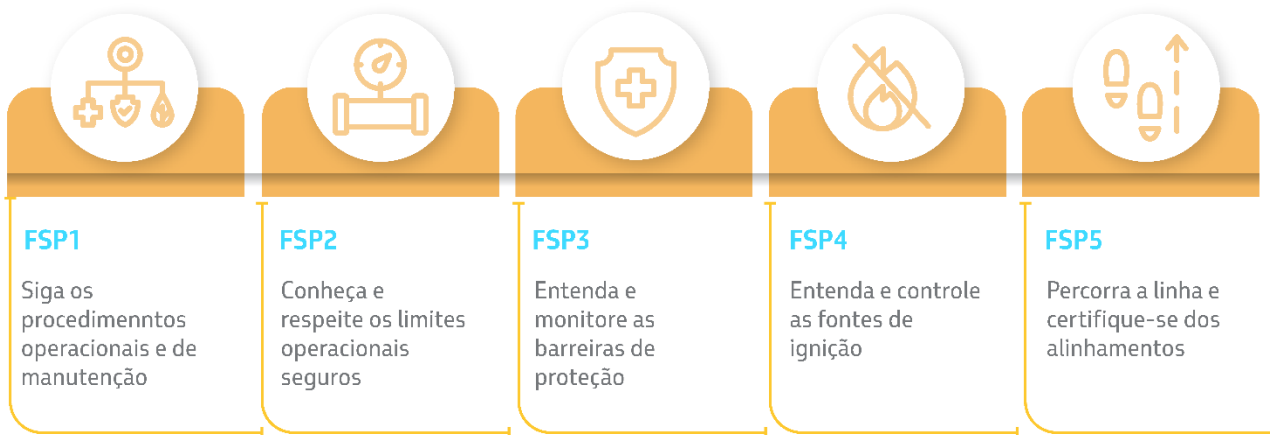 FSP1
Siga os
procedimenntos
operacionais e de
manutenção
FSP2
Conheça e
respeite os limites
operacionais
seguros
FSP3
Entenda e
monitore as
barreiras de
proteção
FSP4
Entenda e controle
as fontes de
ignição
FSP5
Percorra a linha e
certifique-se dos
alinhamentos